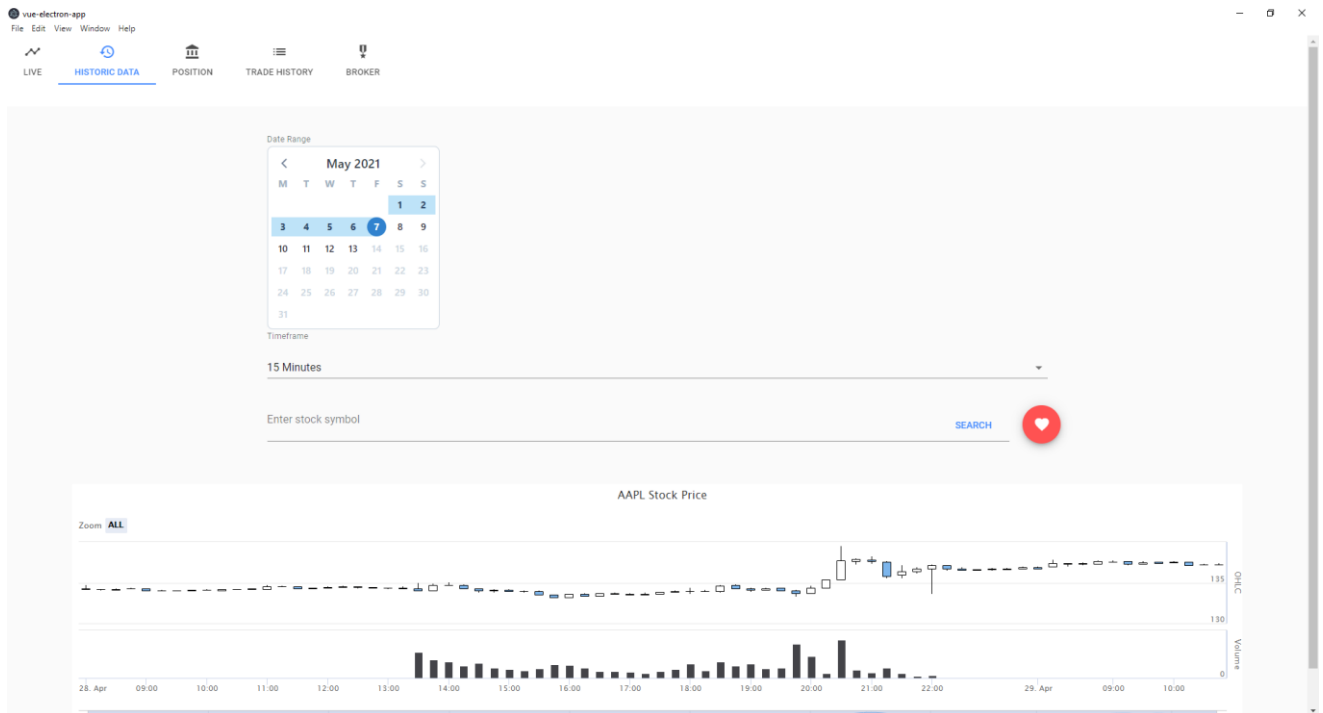 vue-electron-app
File Edit View Window Help
LIVE HISTORIC DATA POSITION TRADE HISTORY BROKER
Date Range
May 2021
M T W T F S S
1 2
3 4 5 6 7 8 9
10 11 12 13 14 15 16
17 18 19 20 21 22 23
24 25 26 27 28 29 30
31
Timeframe
15 Minutes
Enter stock symbol
SEARCH
AAPL Stock Price
Zoom ALL
135
OHLC
130
Volume
0
28. Apr 09:00 10:00 11:00 12:00 13:00 14:00 15:00 16:00 17:00 18:00 19:00 20:00 21:00 22:00 29. Apr 09:00 10:00